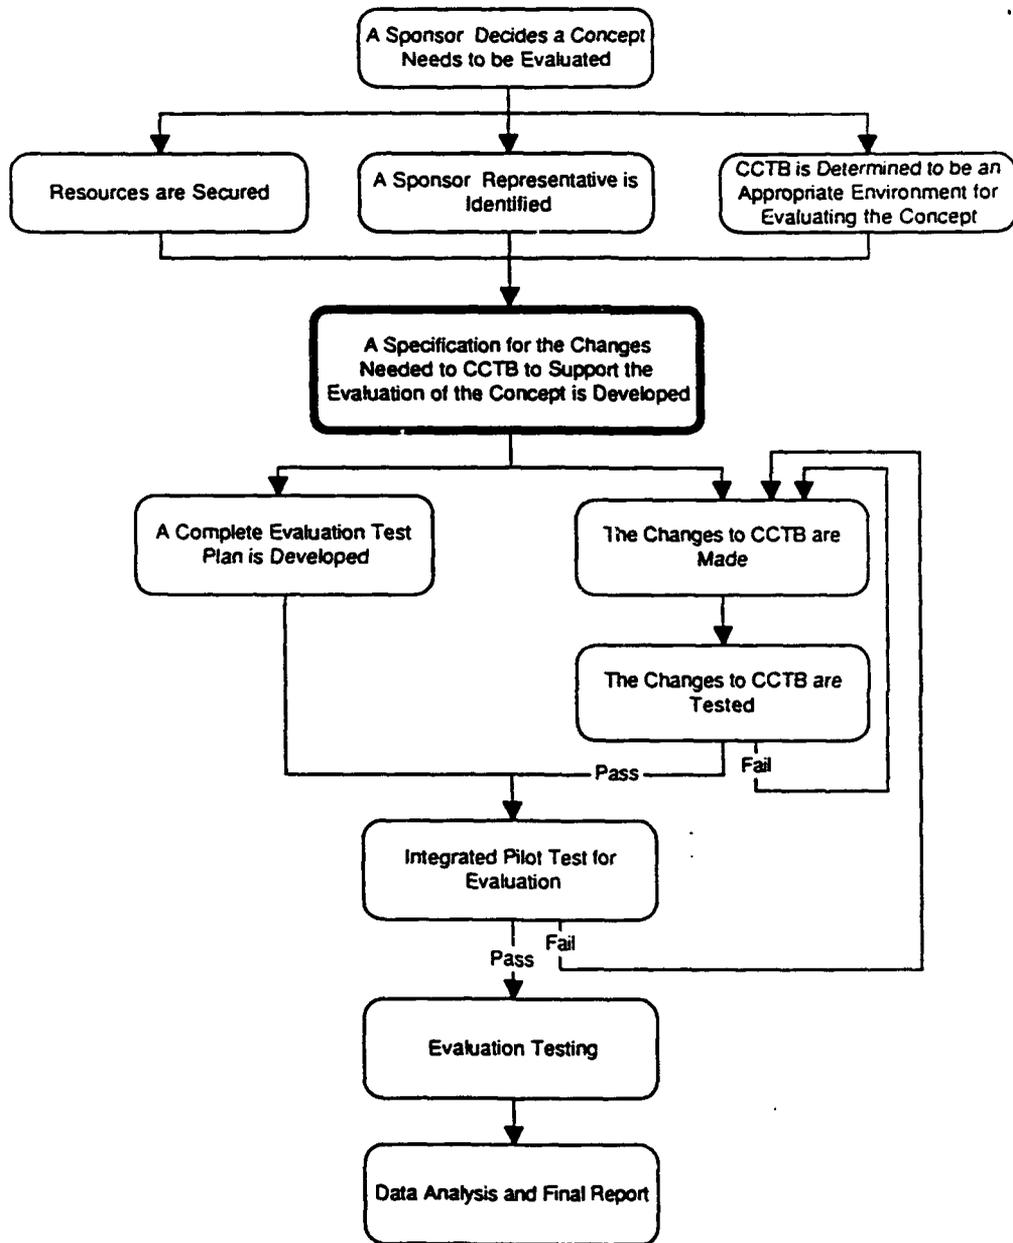 A Sponsor Decides a Concept
Needs to be Evaluated
Resources are Secured
A Sponsor Representative is
Identified
CCTB is Determined to be an
Appropriate Environment for
Evaluating the Concept
A Specification for the Changes
Needed to CCTB to Support the
Evaluation of the Concept is Developed
A Complete Evaluation Test
Plan is Developed
The Changes to CCTB are
Made
The Changes to CCTB are
Tested
Pass
Fail
Integrated Pilot Test for
Evaluation
Pass
Fail
Evaluation Testing
Data Analysis and Final Report